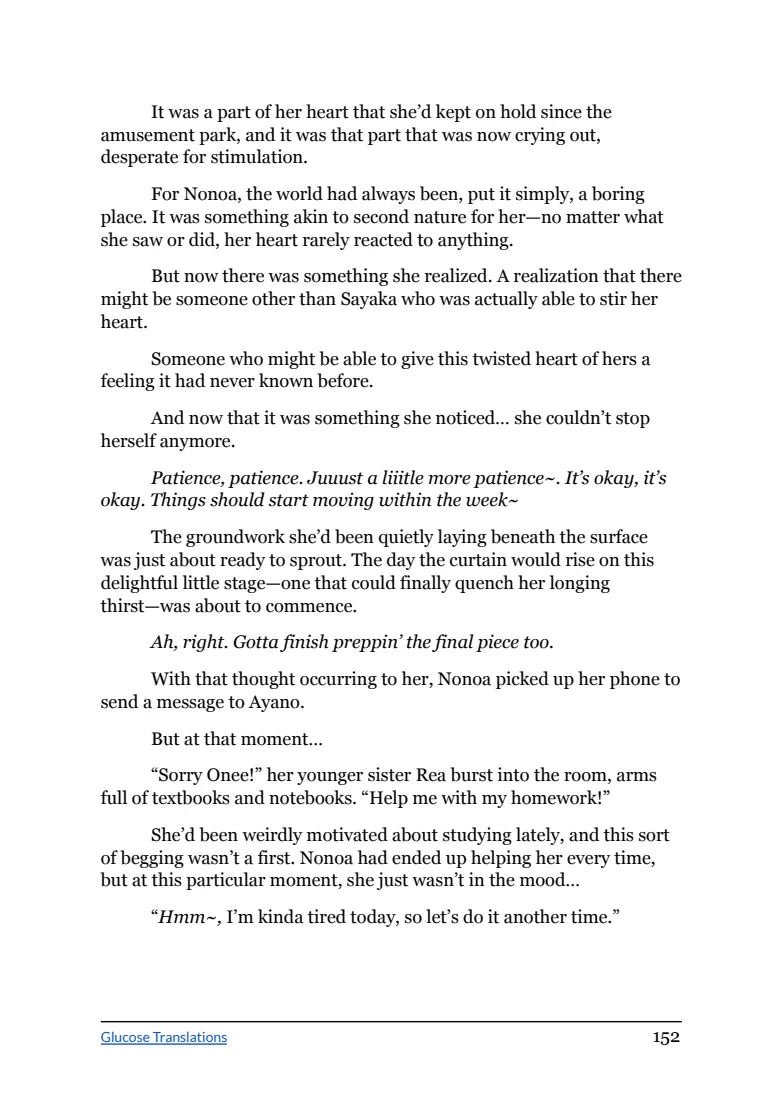 It was a part of her heart that she’d kept on hold since the
amusement park, and it was that part that was now crying out,
desperate for stimulation.
For Nonoa, the world had always been, put it simply, a boring
place. It was something akin to second nature for her—no matter what
she saw or did, her heart rarely reacted to anything.
But now there was something she realized. A realization that there
might be someone other than Sayaka who was actually able to stir her
heart.
Someone who might be able to give this twisted heart of hers a
feeling it had never known before.
And now that it was something she noticed... she couldn’t stop
herself anymore.
Patience, patience. Juuust a liiitle more patience~. It’s okay, it’s
okay. Things should start moving within the week~
The groundwork she’d been quietly laying beneath the surface
was just about ready to sprout. The day the curtain would rise on this
delightful little stage—one that could finally quench her longing
thirst—was about to commence.
Ah, right. Gotta finish preppin’ the final piece too.
With that thought occurring to her, Nonoa picked up her phone to
send a message to Ayano.
But at that moment...
“Sorry Onee!” her younger sister Rea burst into the room, arms
full of textbooks and notebooks. “Help me with my homework!”
She’d been weirdly motivated about studying lately, and this sort
of begging wasn’t a first. Nonoa had ended up helping her every time,
but at this particular moment, she just wasn’t in the mood...
“Hmm~, I’m kinda tired today, so let’s do it another time.”
Glucose Translations
152